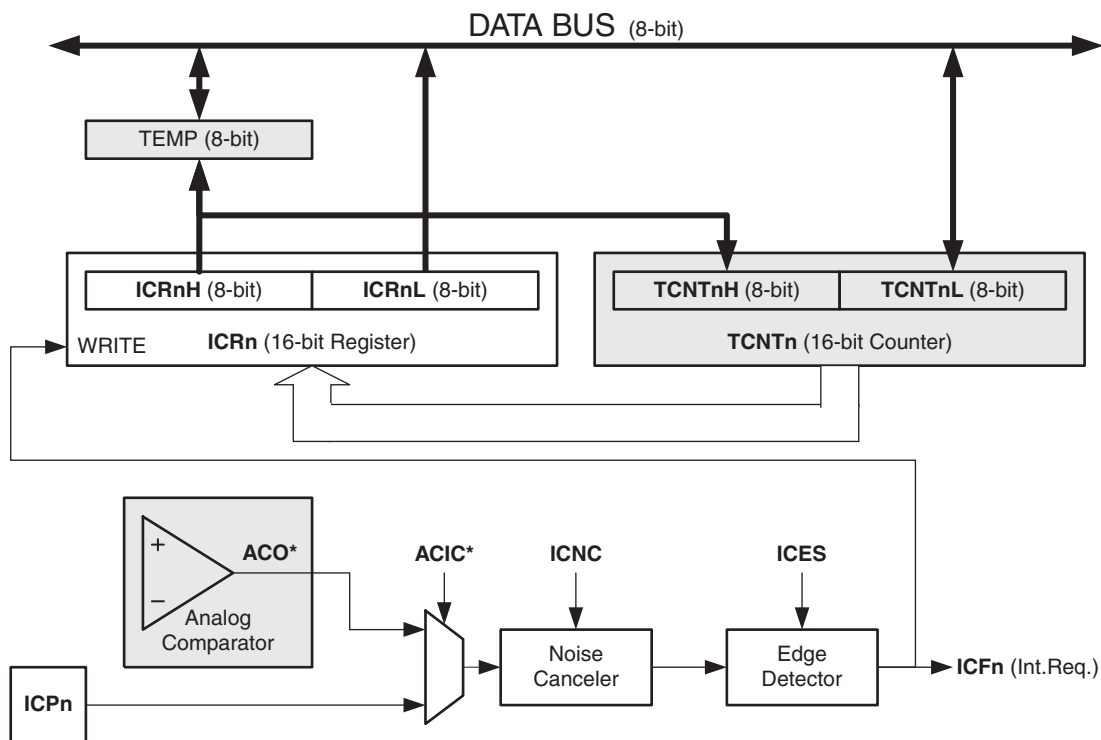 DATA BUS (8-bit)
TEMP (8-bit)
ICRnH (8-bit) ICRnL (8-bit) TCNTnH (8-bit) TCNTnL (8-bit)
WRITE ICRn (16-bit Register) TCNTn (16-bit Counter)
+ ACO* ACIC* ICNC ICES
−
Analog
Comparator
Noise
Canceler
Edge
Detector
ICFn (Int.Req.)
ICPn